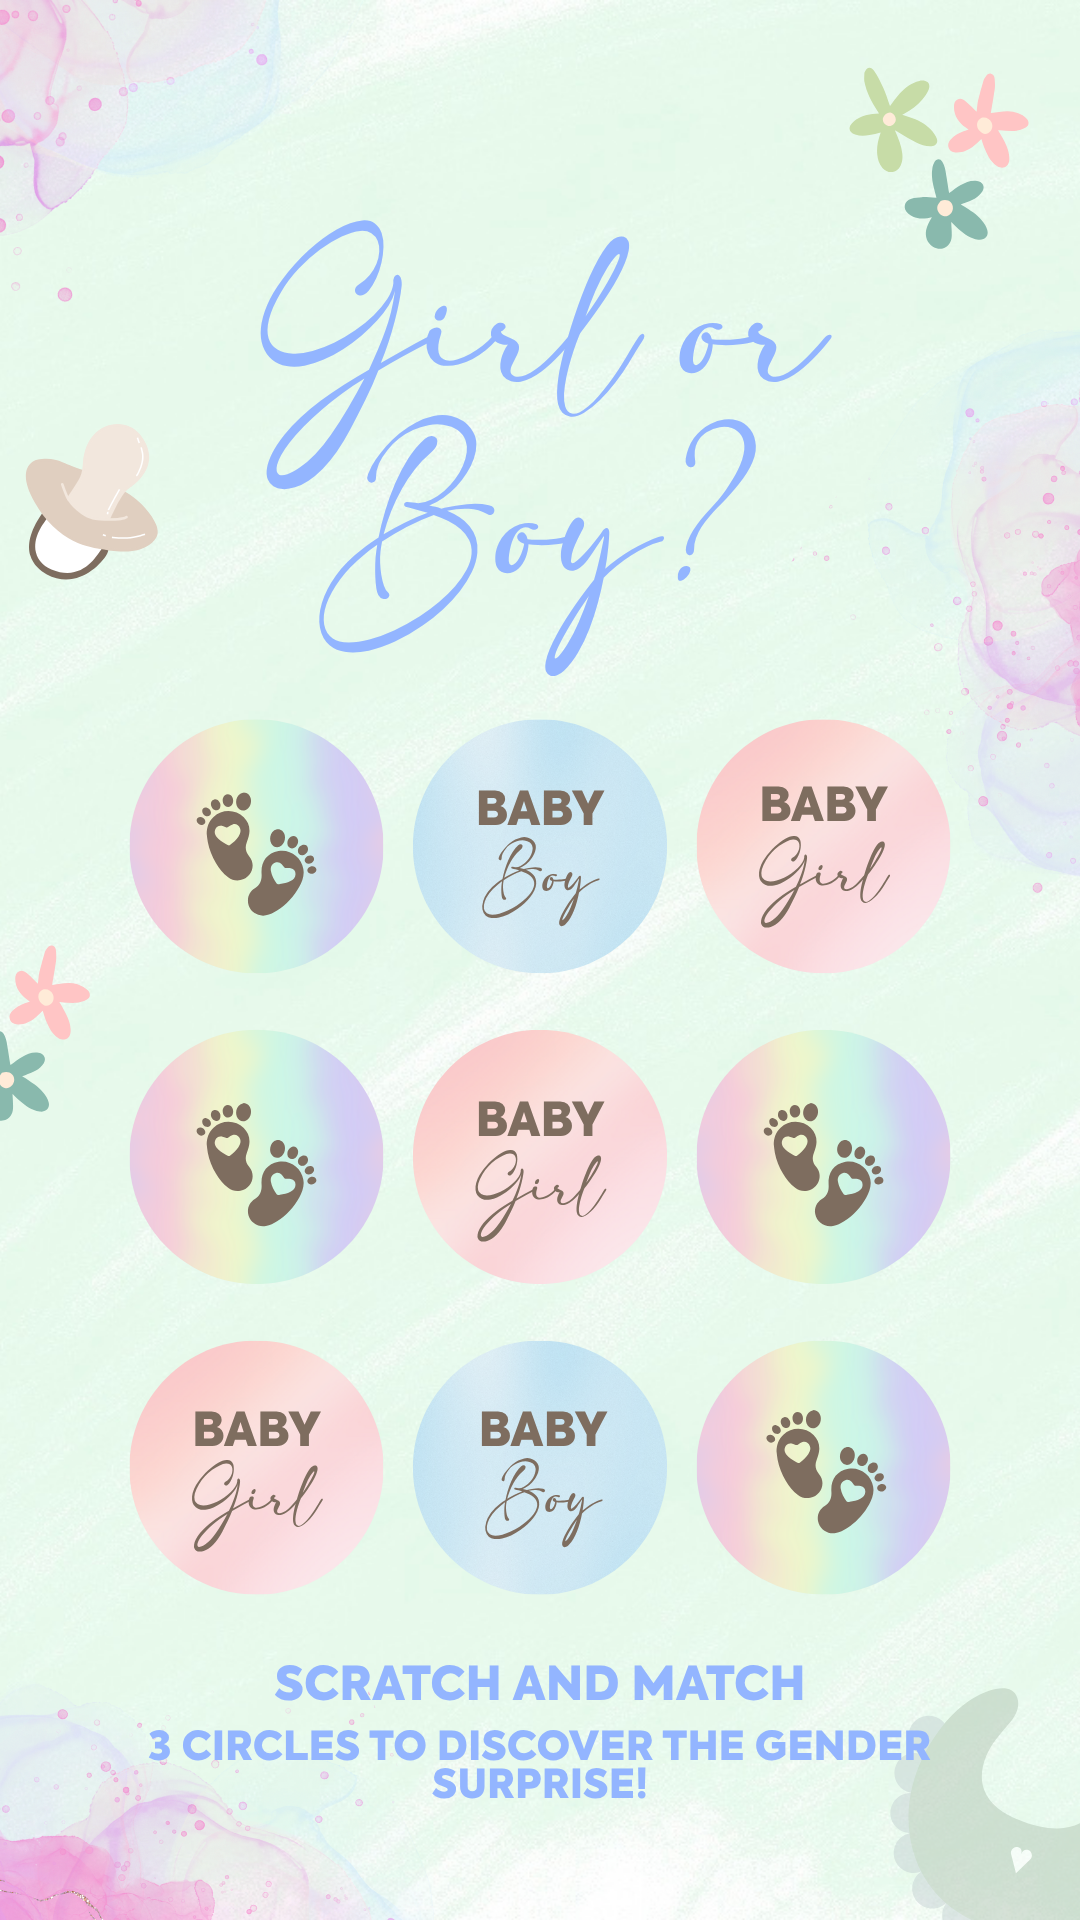 Girl or
Boy?
BABY
Boy
BABY
Girl
BABY
Girl
BABY
Girl
BABY
Boy
SCRATCH AND MATCH
3 CIRCLES TO DISCOVER THE GENDER
SURPRISE!